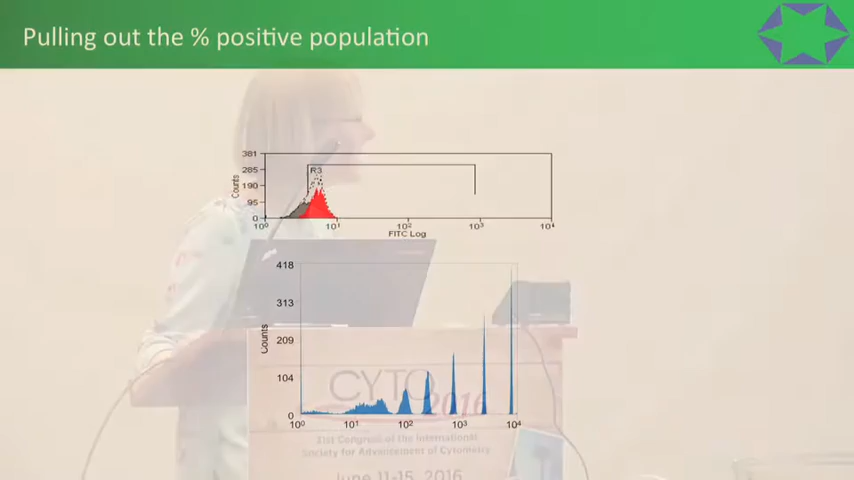 Pulling out the % positive population
381
285
190
95
0
Counts
R3
10⁰ 10¹ 10² 10³ 10⁴
FITC Log
418
313
209
104
0
Counts
10⁰ 10¹ 10² 10³ 10⁴
CYTO
2016
31st Congress of the International
Society for Advancement of Cytometry
June 11-15, 2016